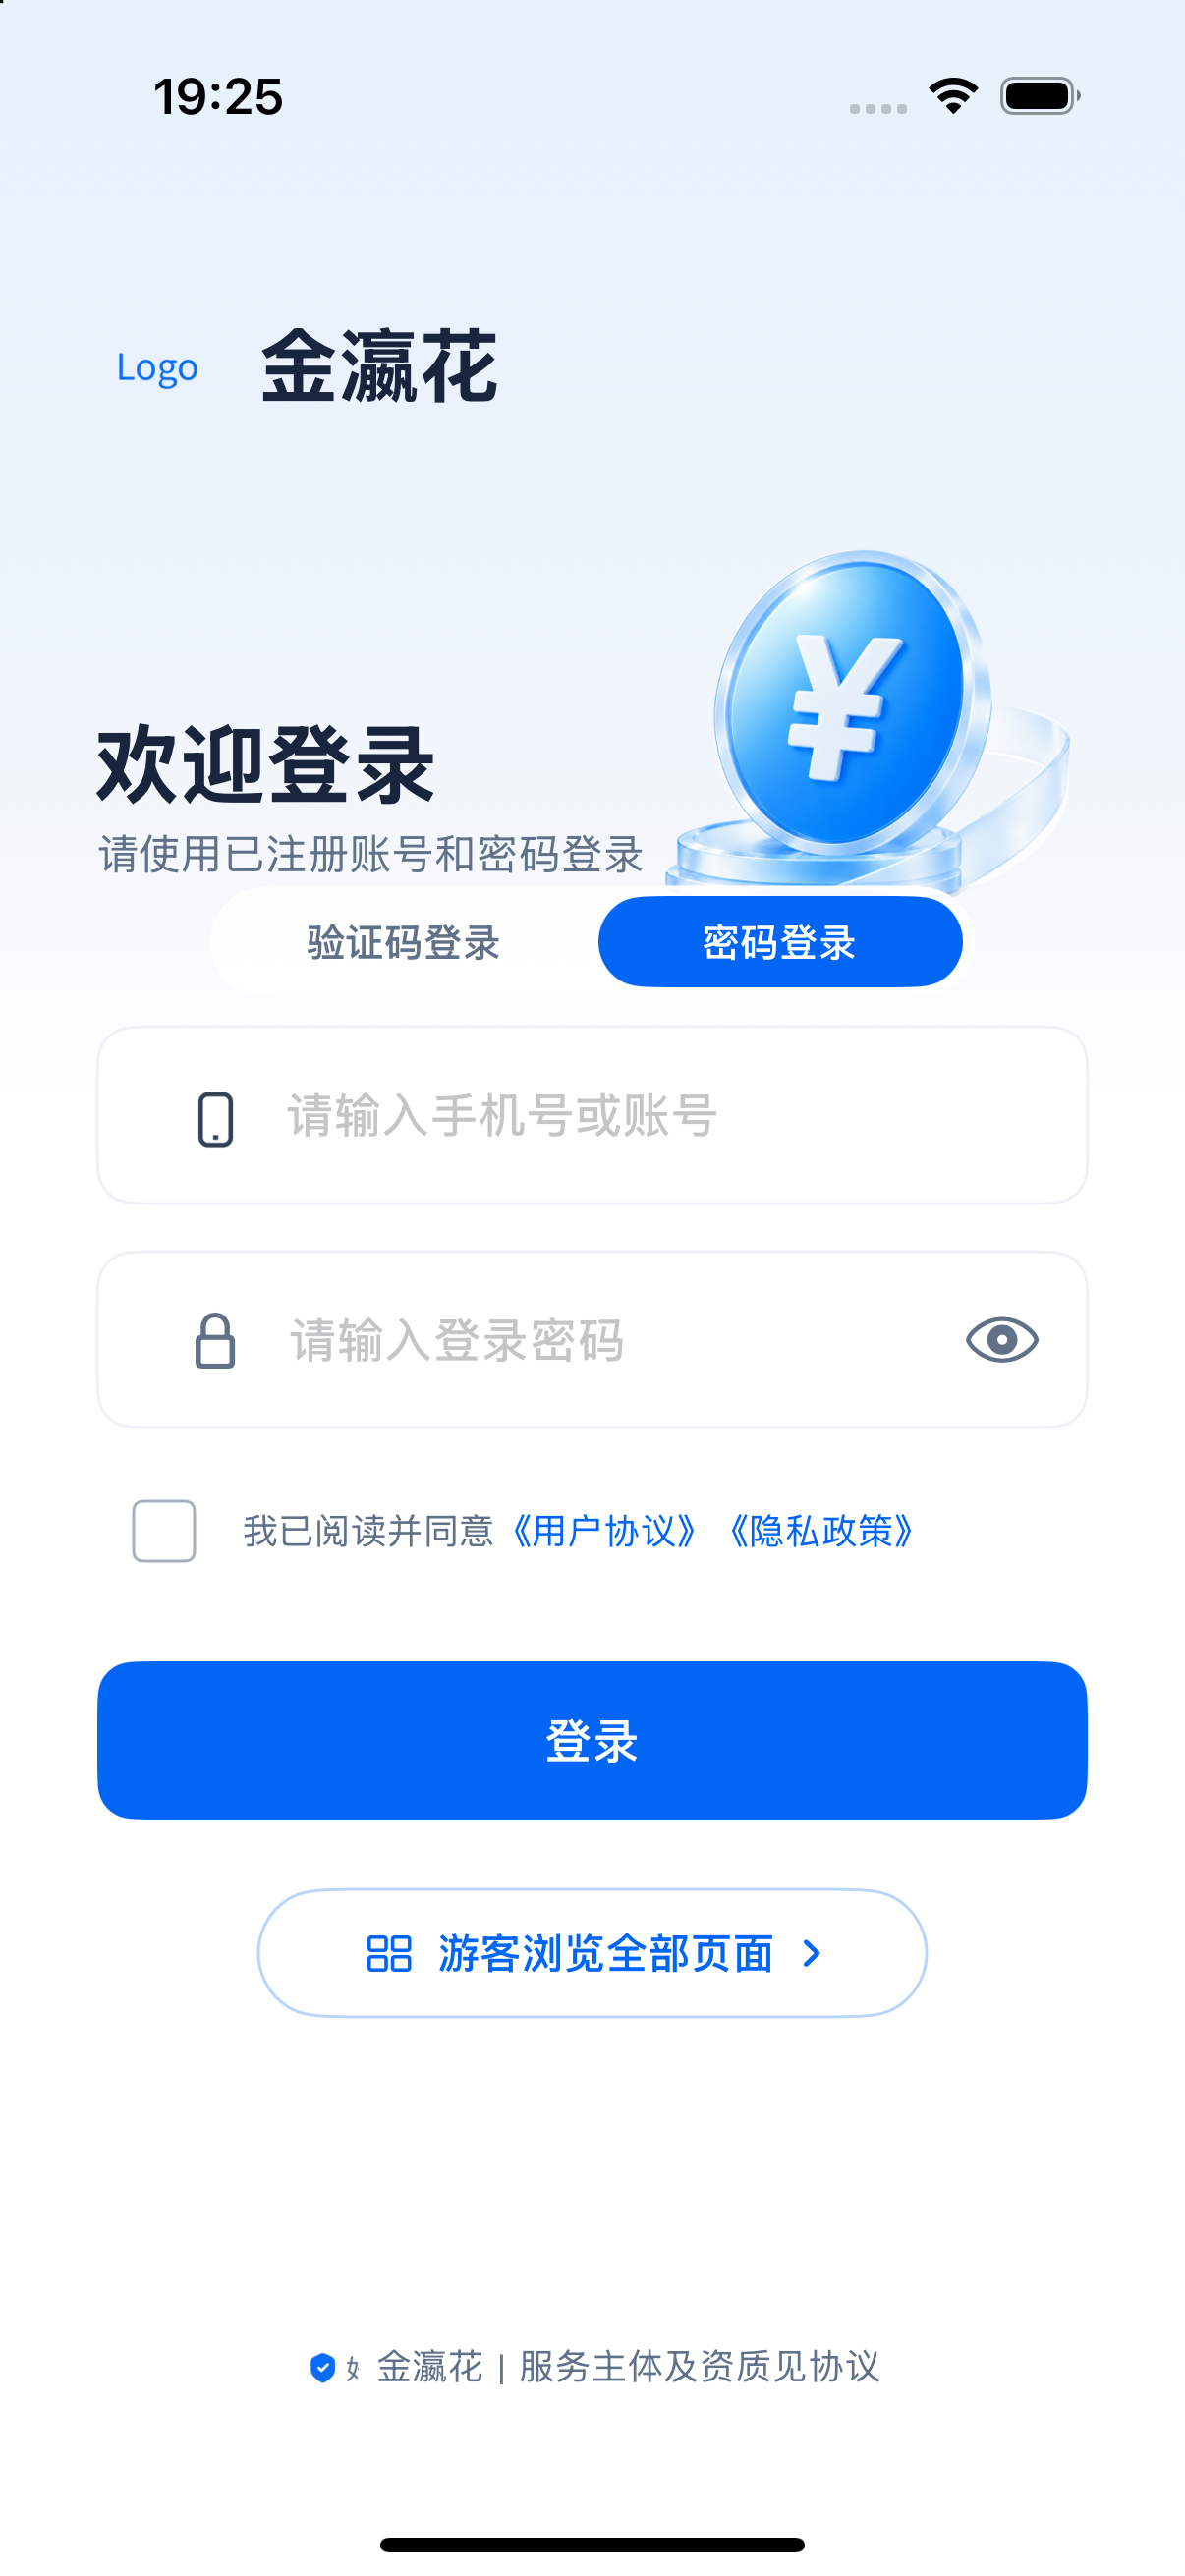 19:25
Logo 金瀛花
¥
欢迎登录
请使用已注册账号和密码登录
验证码登录 密码登录
请输入手机号或账号
请输入登录密码
我已阅读并同意《用户协议》《隐私政策》
登录
游客浏览全部页面
金瀛花 | 服务主体及资质见协议